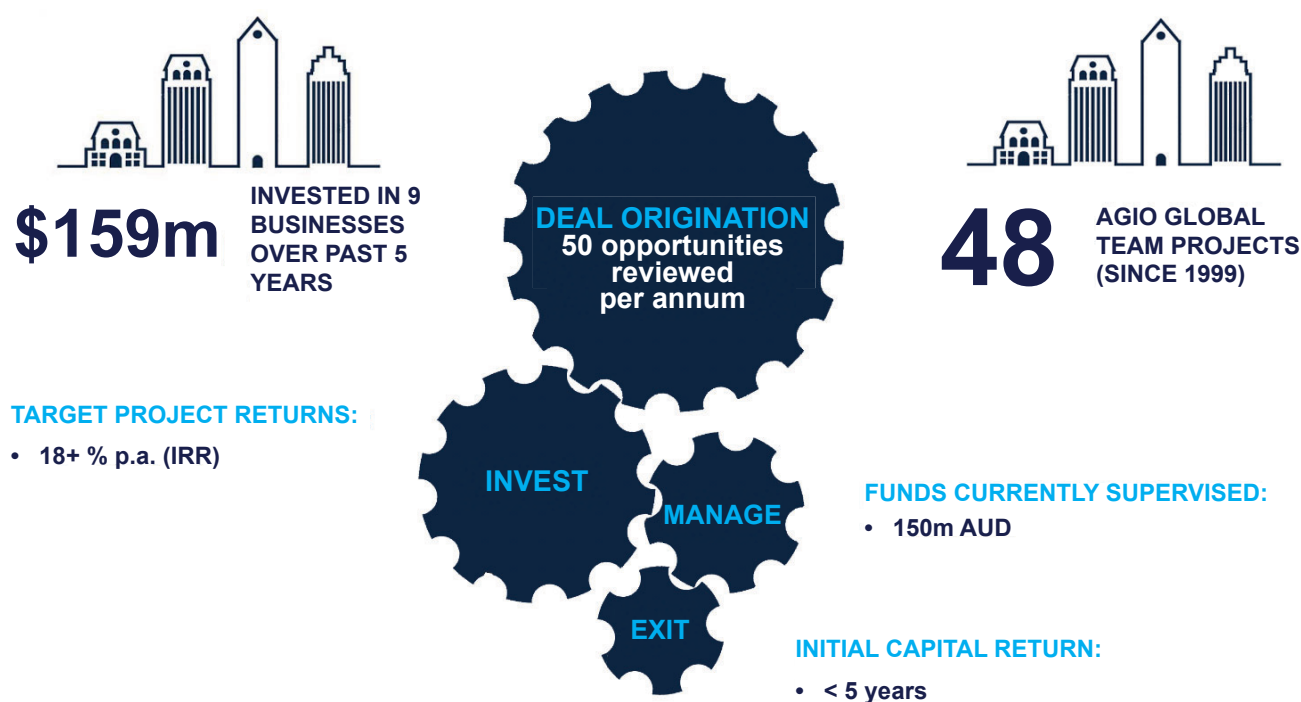 $159m
INVESTED IN 9
BUSINESSES
OVER PAST 5
YEARS
DEAL ORIGINATION
50 opportunities
reviewed
per annum
48
AGIO GLOBAL
TEAM PROJECTS
(SINCE 1999)
TARGET PROJECT RETURNS:
• 18+ % p.a. (IRR)
INVEST
MANAGE
FUNDS CURRENTLY SUPERVISED:
• 150m AUD
EXIT
INITIAL CAPITAL RETURN:
• < 5 years